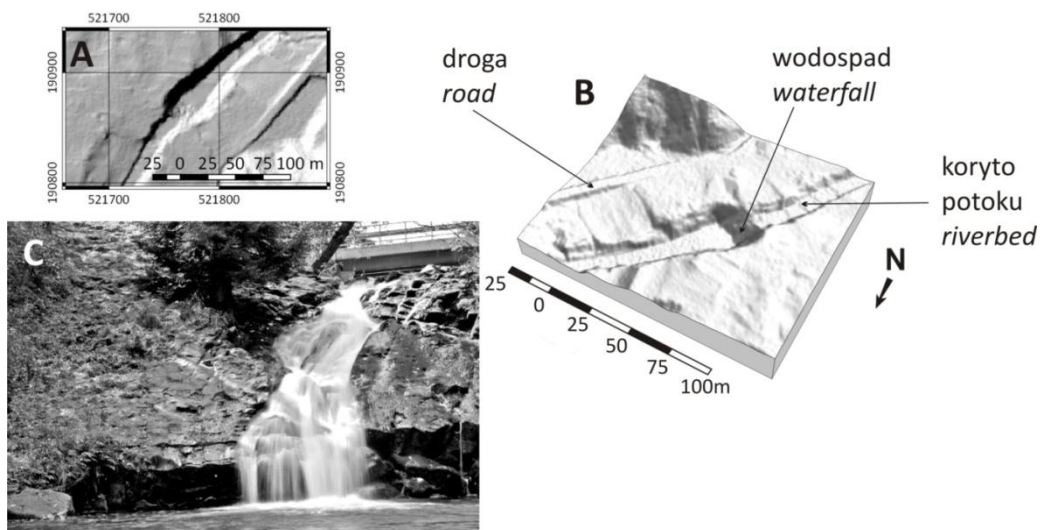 521700 521800
A
190900 190900
190800 190800
25 0 25 50 75 100 m
521700 521800
B
droga
road
wodospad
waterfall
koryto
potoku
riverbed
N
25 0 25 50 75 100m
C